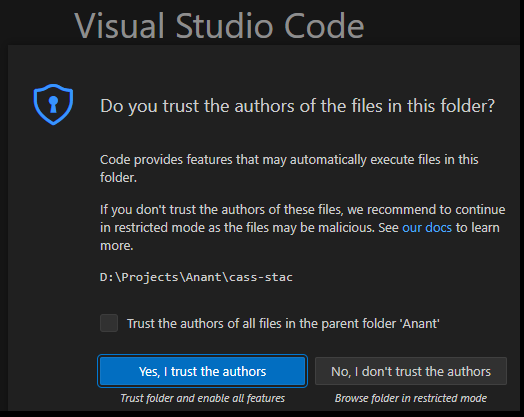 Visual Studio Code
Do you trust the authors of the files in this folder?
Code provides features that may automatically execute files in this
folder.
If you don't trust the authors of these files, we recommend to continue
in restricted mode as the files may be malicious. See our docs to learn
more.
D:\Projects\Anant\cass-stac
Trust the authors of all files in the parent folder 'Anant'
Yes, I trust the authors
No, I don't trust the authors
Trust folder and enable all features
Browse folder in restricted mode